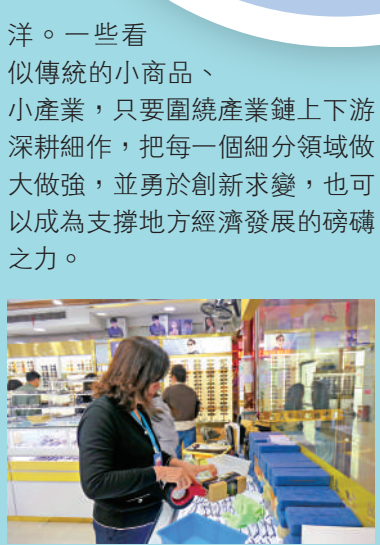 洋。一些看
似傳統的小商品、
小產業，只要圍繞產業鏈上下游
深耕細作，把每一個細分領域做
大做強，並勇於創新求變，也可
以成為支撐地方經濟發展的磅礴
之力。